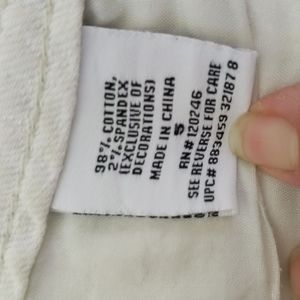 98% COTTON,
2% SPANDEX
(EXCLUSIVE OF
DECORATIONS)
MADE IN CHINA
5
RN# 120246
SEE REVERSE FOR CARE
UPC# 883459 32187 8